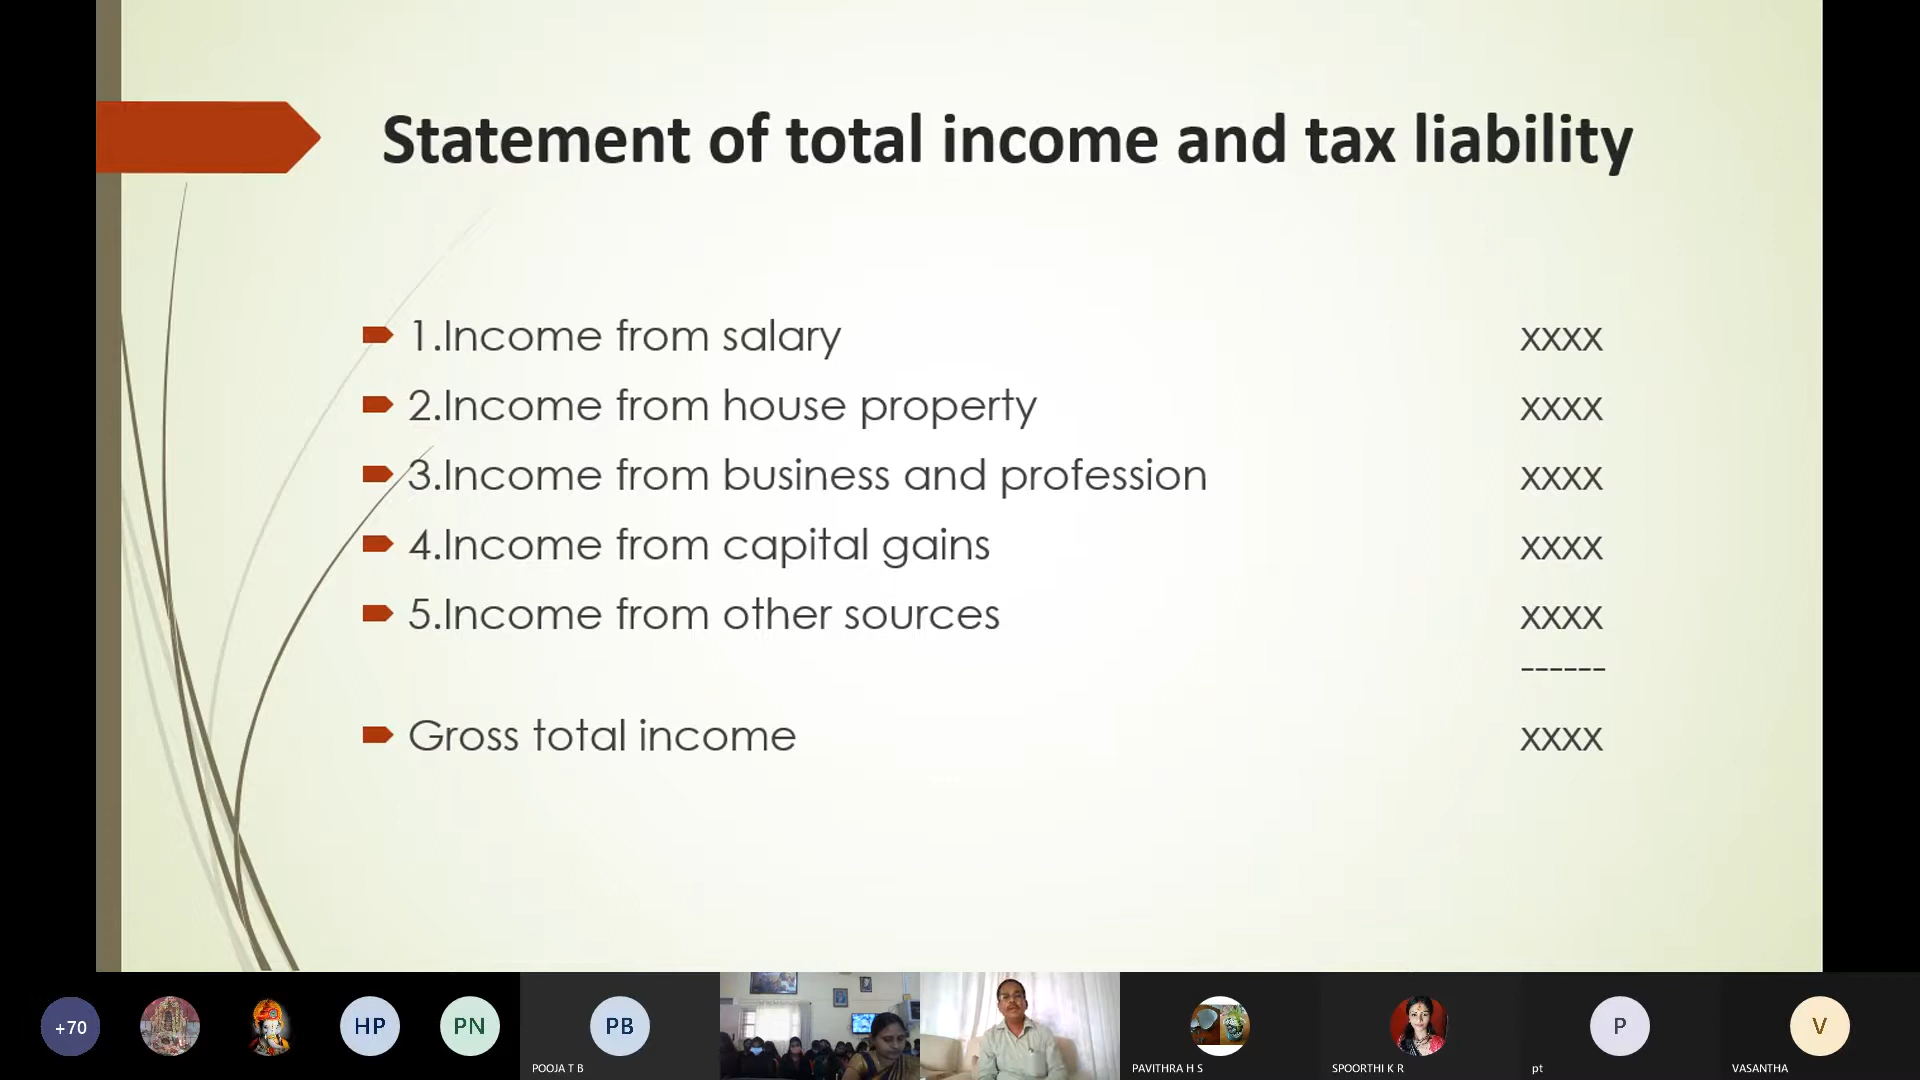 Statement of total income and tax liability
1.Income from salary xxxx
2.Income from house property xxxx
3.Income from business and profession xxxx
4.Income from capital gains xxxx
5.Income from other sources xxxx
------
Gross total income xxxx
+70 HP PN PB P V
POOJA T B PAVITHRA H S SPOORTHI K R pt VASANTHA